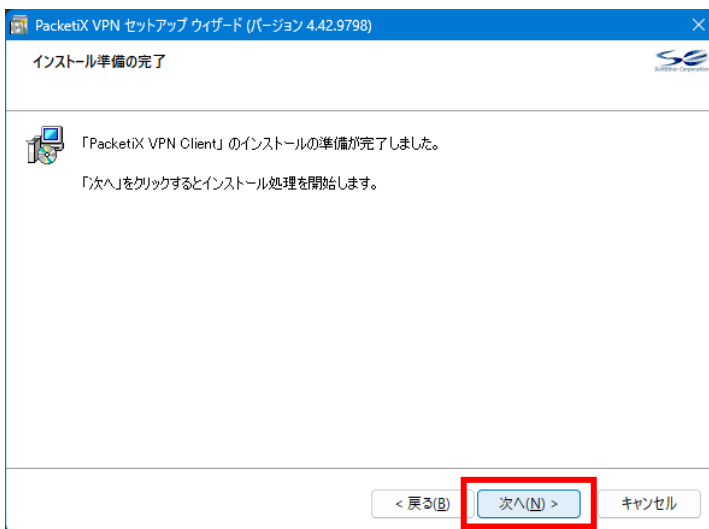 PacketiX VPN セットアップ ウィザード (バージョン 4.42.9798)
インストール準備の完了
SE
SoftEther Corporation
「PacketiX VPN Client」のインストールの準備が完了しました。
「次へ」をクリックするとインストール処理を開始します。
< 戻る(B)
次へ(N) >
キャンセル